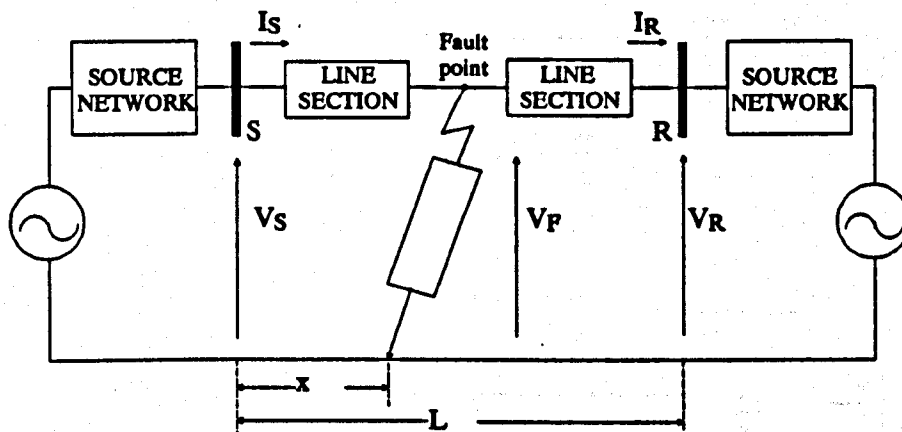 IS
IR
Fault
point
SOURCE
NETWORK
LINE
SECTION
LINE
SECTION
SOURCE
NETWORK
S
R
VS
VF
VR
x
L